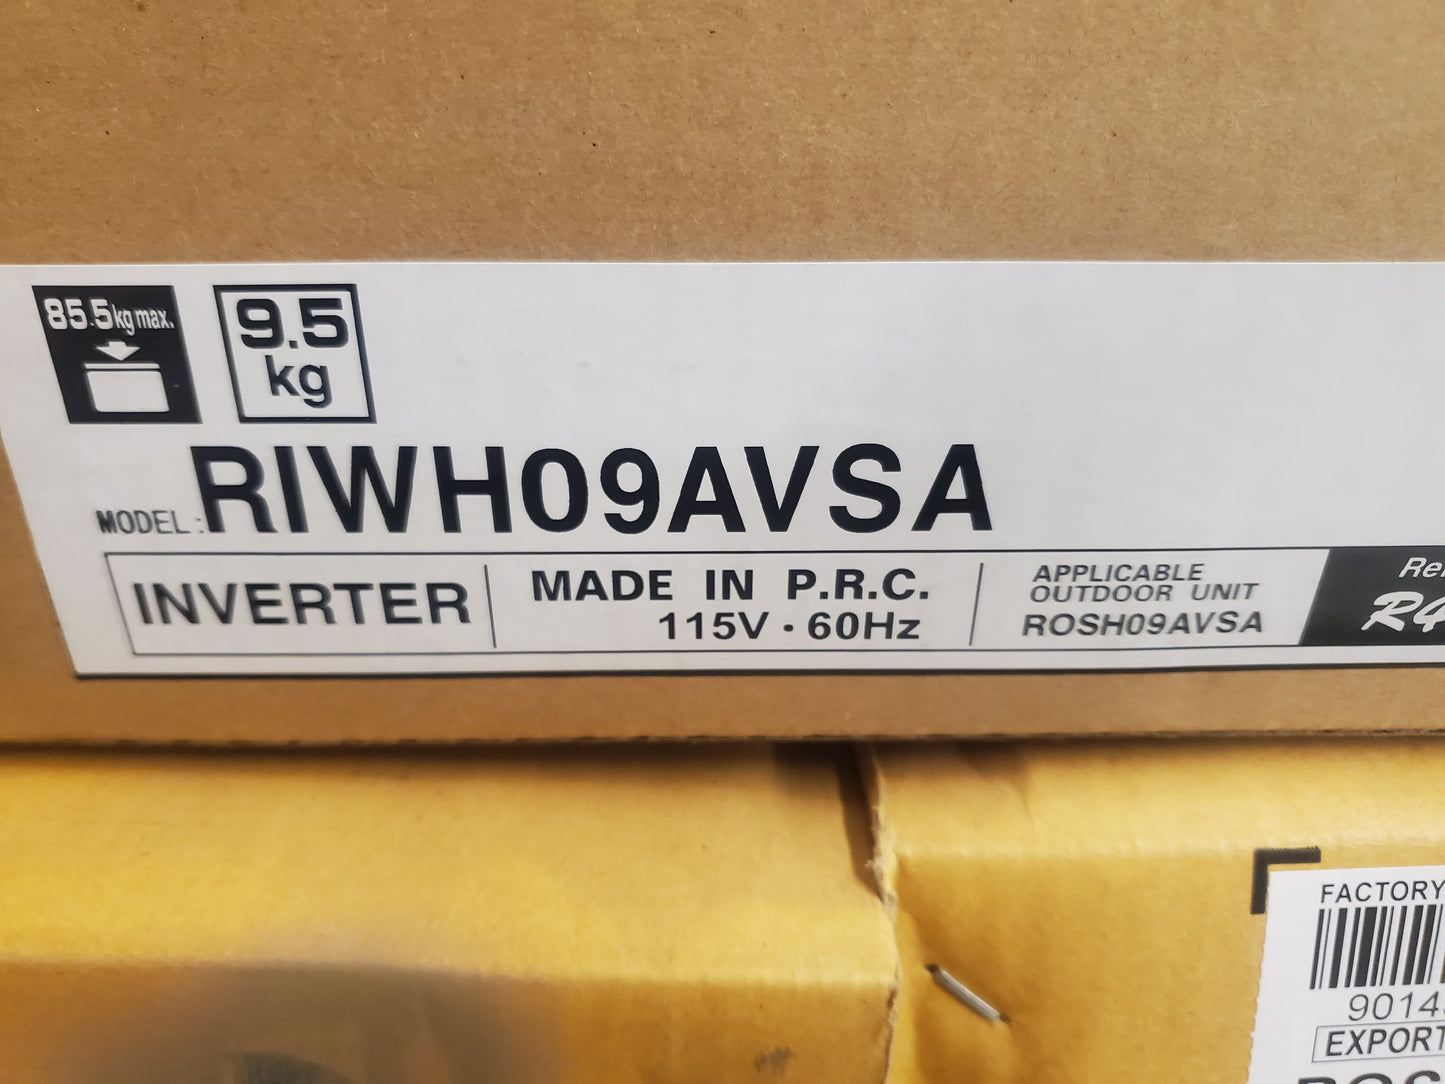 85.5kg max.
9.5
kg
MODEL: RIWH09AVSA
INVERTER
MADE IN P.R.C.
115V · 60Hz
APPLICABLE
OUTDOOR UNIT
ROSH09AVSA
FACTORY
EXPORT